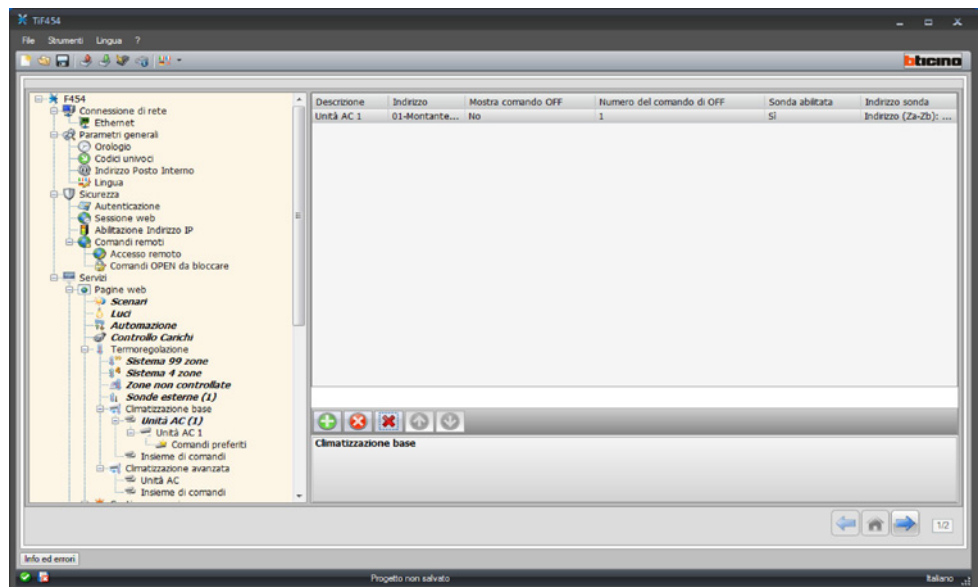 TiF454
File Strumenti Lingua ?
bticino
F454
Connessione di rete
Ethernet
Parametri generali
Orologio
Codici univoci
Indirizzo Posto Interno
Lingua
Sicurezza
Autenticazione
Sessione web
Abilitazione Indirizzo IP
Comandi remoti
Accesso remoto
Comandi OPEN da bloccare
Servizi
Pagine web
Scenari
Luci
Automazione
Controllo Carichi
Termoregolazione
Sistema 99 zone
Sistema 4 zone
Zone non controllate
Sonde esterne (1)
Climatizzazione base
Unità AC (1)
Unità AC 1
Comandi preferiti
Insieme di comandi
Climatizzazione avanzata
Unità AC
Insieme di comandi
Descrizione Indirizzo Mostra comando OFF Numero del comando di OFF Sonda abilitata Indirizzo sonda
Unità AC 1 01-Montante... No 1 Sì Indirizzo (Za-Zb): ...
Climatizzazione base
1/2
Info ed errori
Progetto non salvato Italiano